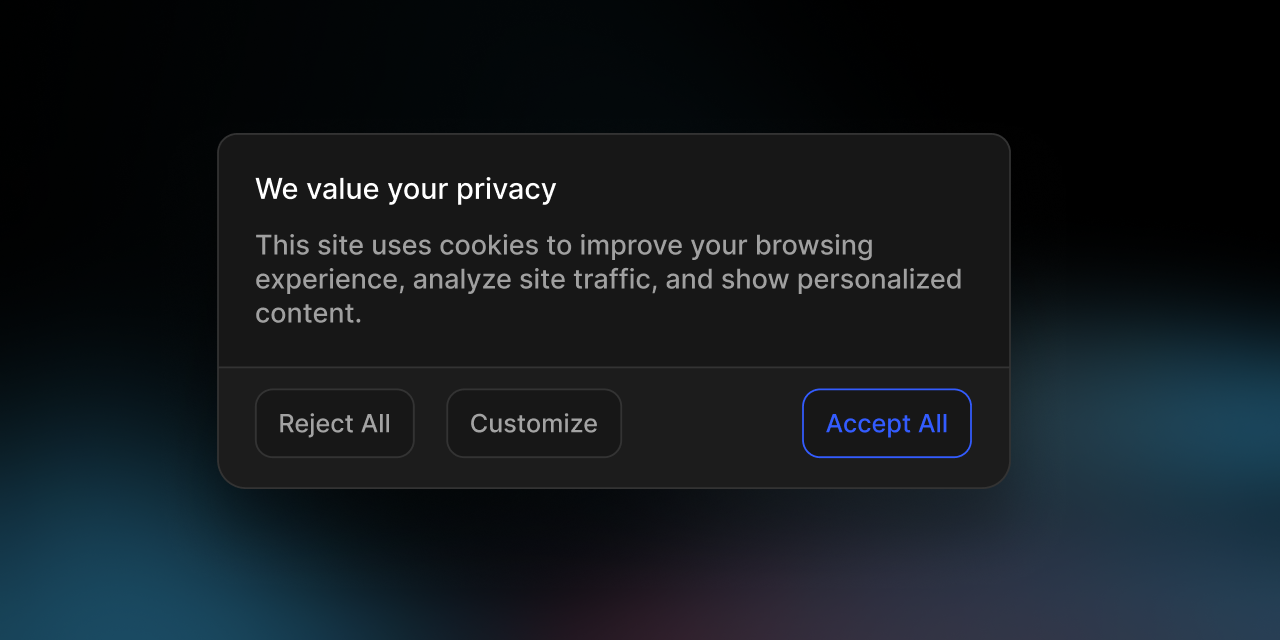 We value your privacy
This site uses cookies to improve your browsing
experience, analyze site traffic, and show personalized
content.
Reject All
Customize
Accept All